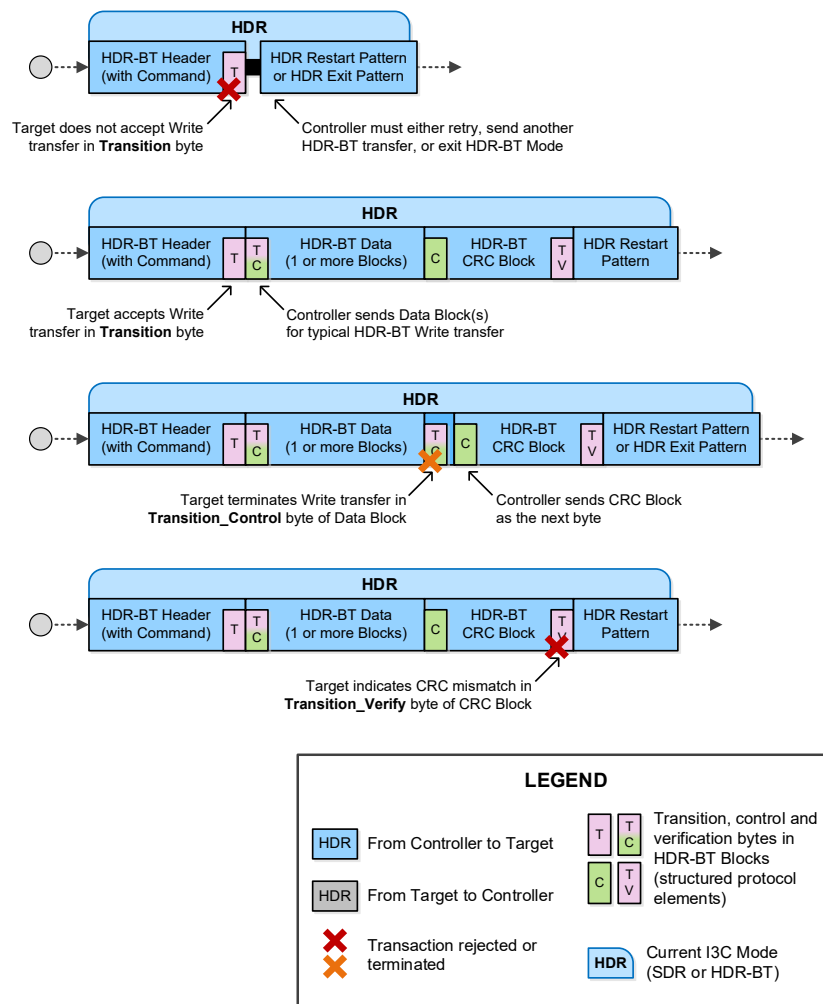 HDR
HDR-BT Header
(with Command)
T
HDR Restart Pattern
or HDR Exit Pattern
Target does not accept Write
transfer in Transition byte
Controller must either retry, send another
HDR-BT transfer, or exit HDR-BT Mode
HDR
HDR-BT Header
(with Command)
T
T
C
HDR-BT Data
(1 or more Blocks)
C
HDR-BT
CRC Block
T
V
HDR Restart
Pattern
Target accepts Write
transfer in Transition byte
Controller sends Data Block(s)
for typical HDR-BT Write transfer
HDR
HDR-BT Header
(with Command)
T
T
C
HDR-BT Data
(1 or more Blocks)
T
C
C
HDR-BT
CRC Block
T
V
HDR Restart Pattern
or HDR Exit Pattern
Target terminates Write transfer in
Transition_Control byte of Data Block
Controller sends CRC Block
as the next byte
HDR
HDR-BT Header
(with Command)
T
T
C
HDR-BT Data
(1 or more Blocks)
C
HDR-BT
CRC Block
T
V
HDR Restart
Pattern
Target indicates CRC mismatch in
Transition_Verify byte of CRC Block
LEGEND
HDR
From Controller to Target
HDR
From Target to Controller
Transaction rejected or
terminated
T
T
C
C
T
V
Transition, control and
verification bytes in
HDR-BT Blocks
(structured protocol
elements)
HDR
Current I3C Mode
(SDR or HDR-BT)